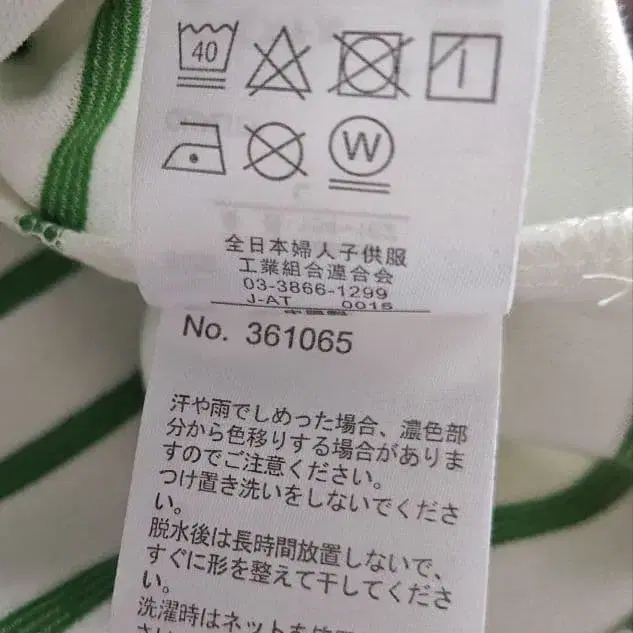 40
W
全日本婦人子供服
工業組合連合会
03-3866-1299
J-AT 0015
No. 361065
汗や雨でしめった場合、濃色部
分から色移りする場合がありま
すのでご注意ください。
つけ置き洗いをしないでくださ
い。
脱水後は長時間放置しないで、
すぐに形を整えて干してくださ
い。
洗濯時はネットを使